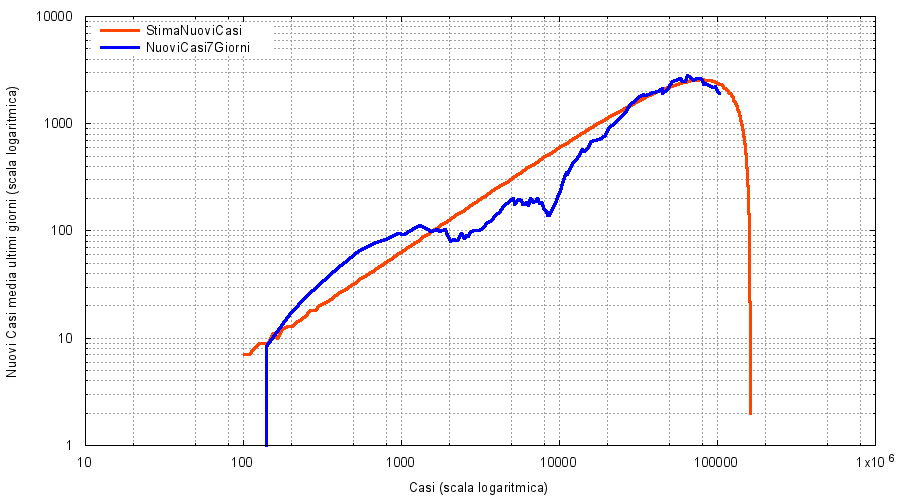 10000
1000
100
10
1
StimaNuoviCasi
NuoviCasi7Giorni
Nuovi Casi media ultimi giorni (scala logaritmica)
10 100 1000 10000 100000 1x10 6
Casi (scala logaritmica)